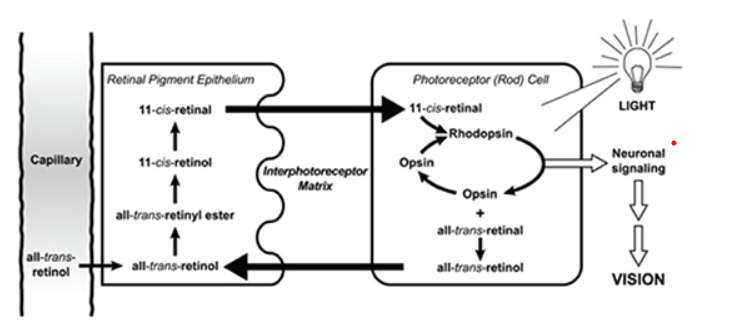 Retinal Pigment Epithelium
Photoreceptor (Rod) Cell
LIGHT
11-cis-retinal
11-cis-retinal
Rhodopsin
Capillary
11-cis-retinol
Interphotoreceptor
Matrix
Opsin
Neuronal
signaling
Opsin
+
all-trans-retinyl ester
all-trans-retinal
all-trans-
retinol
all-trans-retinol
all-trans-retinol
VISION